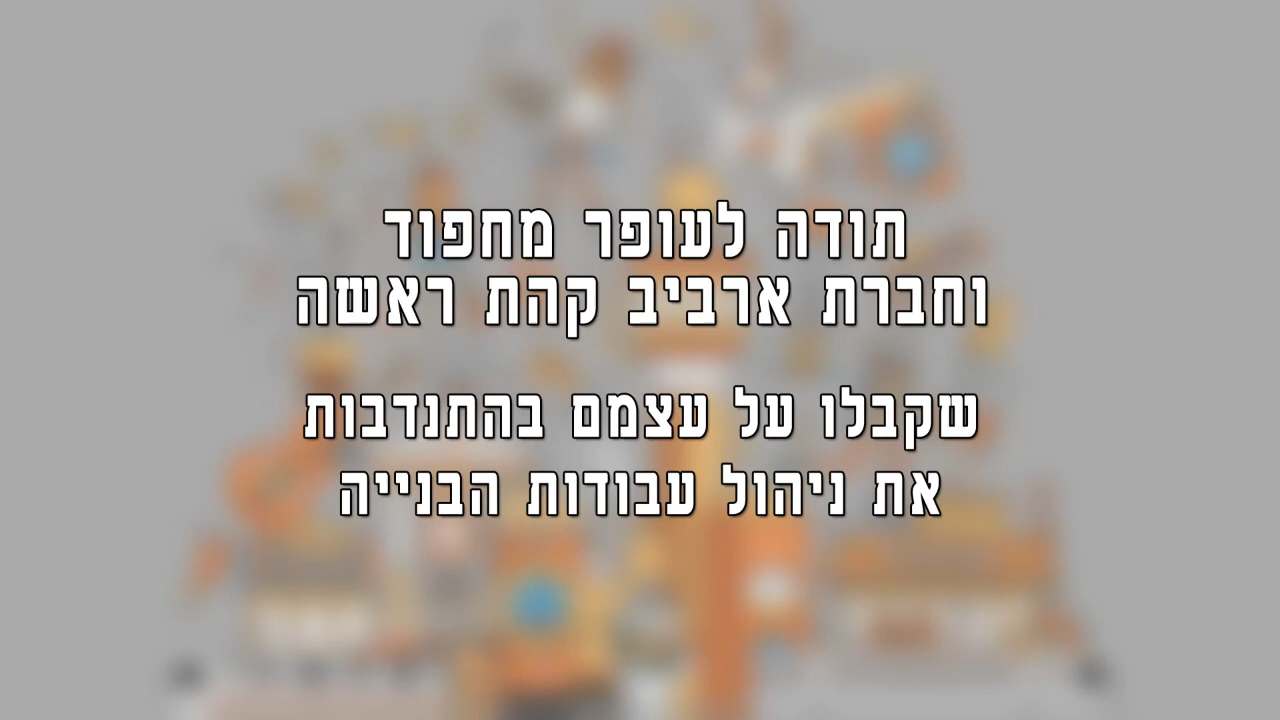 תודה לעופר מחפוד
וחברת ארביב קהת ראשה
שקבלו על עצמם בהתנדבות
את ניהול עבודות הבנייה